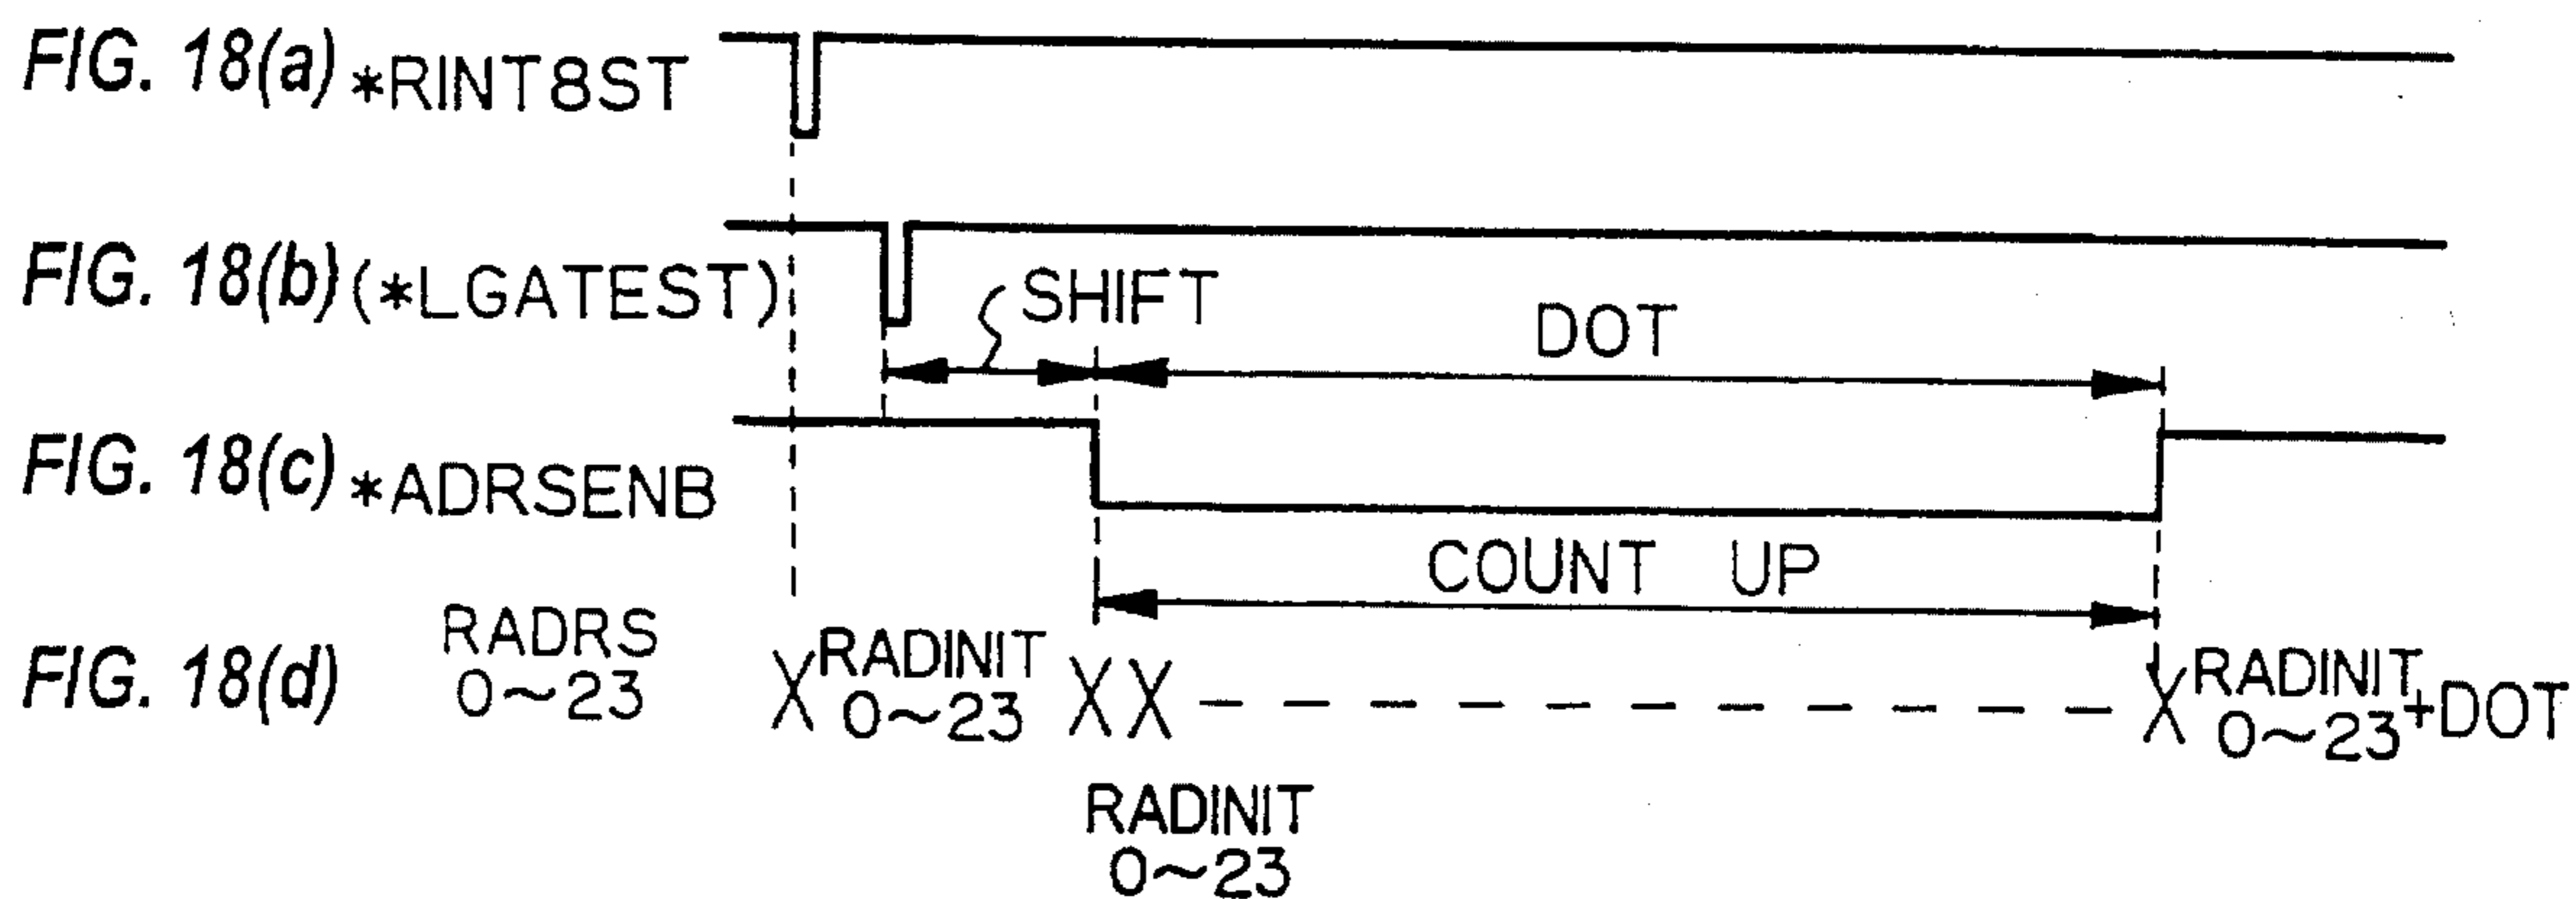 FIG. 18(a) *RINT8ST
FIG. 18(b) (*LGATEST)
SHIFT
DOT
FIG. 18(c) *ADRSENB
COUNT UP
FIG. 18(d)
RADRS
0~23
RADINIT
0~23
RADINIT
0~23
+DOT
RADINIT
0~23